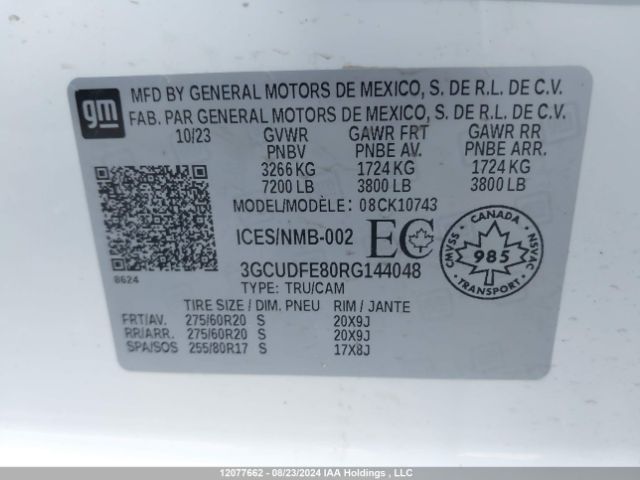 gm
MFD BY GENERAL MOTORS DE MEXICO, S. DE R.L. DE C.V.
FAB. PAR GENERAL MOTORS DE MEXICO, S. DE R.L. DE C.V.
10/23 GVWR GAWR FRT GAWR RR
PNBV PNBE AV. PNBE ARR.
3266 KG 1724 KG 1724 KG
7200 LB 3800 LB 3800 LB
MODEL/MODÈLE: 08CK10743
ICES/NMB-002 EC
CANADA
CMVSS 985 NSVAC
3GCUDFE80RG144048
8624
TYPE: TRU/CAM
TIRE SIZE / DIM. PNEU RIM / JANTE
FRT/AV. 275/60R20 S 20X9J
RR/ARR. 275/60R20 S 20X9J
SPA/SOS 255/80R17 S 17X8J
12077662 - 08/23/2024 IAA Holdings , LLC